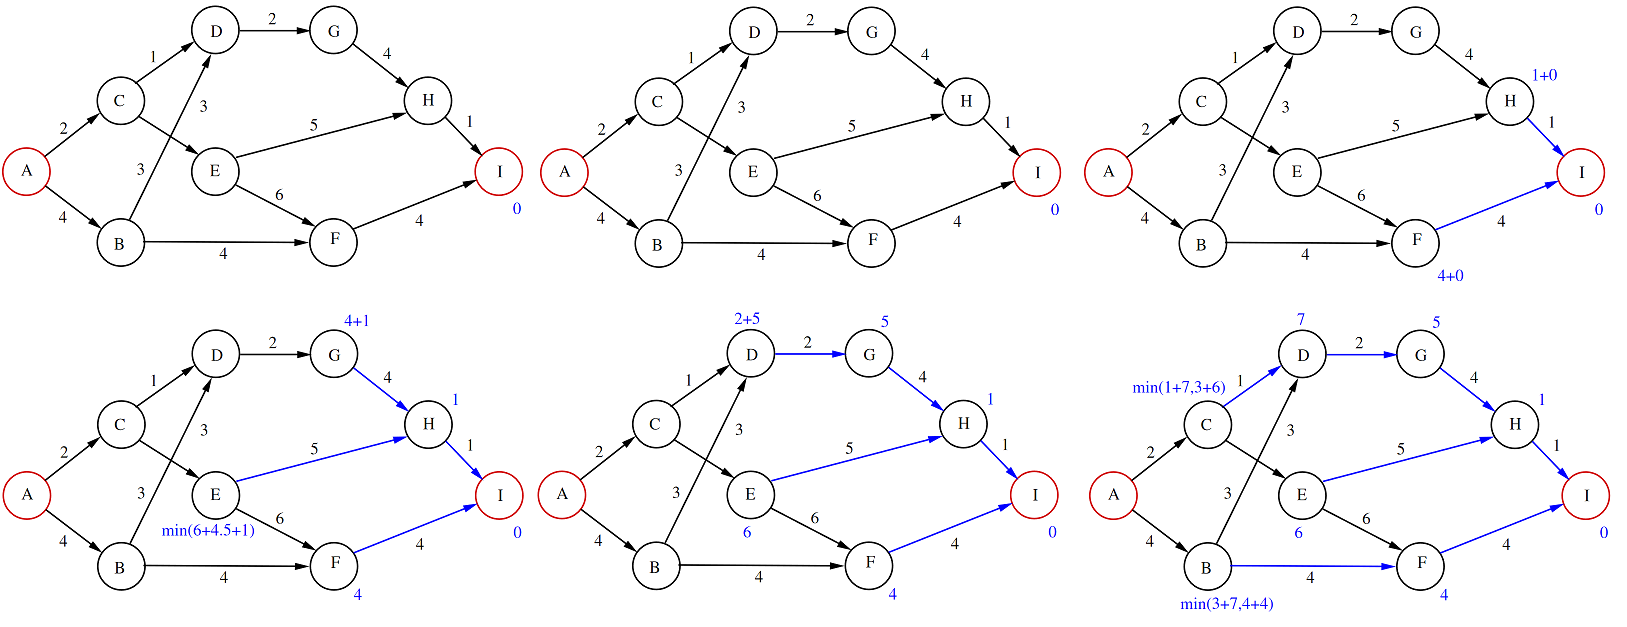 D 2 G
1 4
C 3 H
2 5 1
A 3 E I
4 6 0
B 4 F 4
D 2 G
1 4
C 3 H
2 5 1
A 3 E I
4 6 0
B 4 F 4
D 2 G
1 4 1+0
C 3 H
2 5 1
A 3 E I
4 6 0
B 4 F 4
4+0
4+1
D 2 G
1 4 1
C 3 H
2 5 1
A 3 E I
min(6+4.5+1)
4 6 0
B 4 F 4
4
2+5 5
D 2 G
1 4 1
C 3 H
2 5 1
A 3 E I
4 6 6 0
B 4 F 4
4
7 5
D 2 G
min(1+7,3+6) 1 4 1
C 3 H
2 5 1
A 3 E I
4 6 6 0
B 4 F 4
min(3+7,4+4) 4